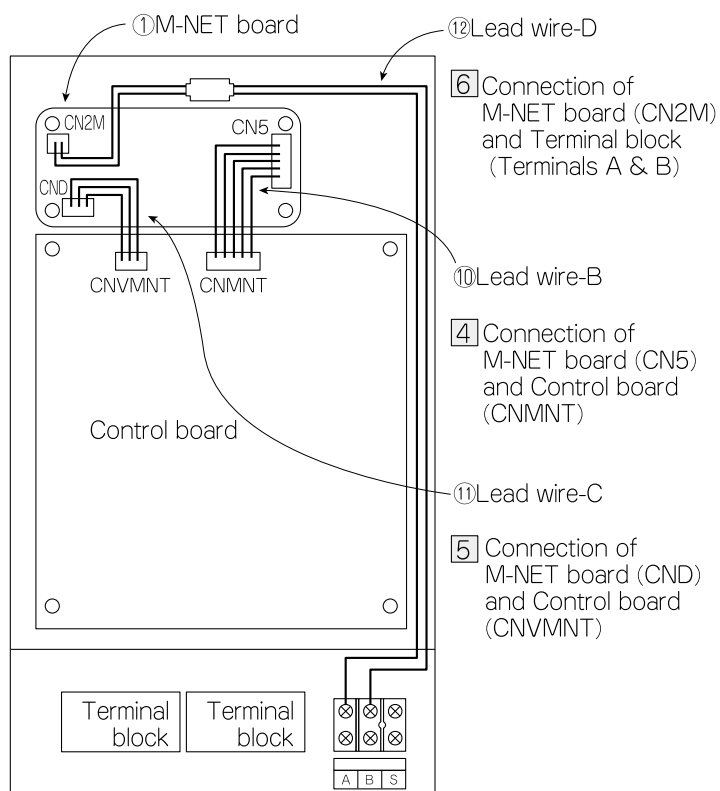 ①M-NET board
⑫Lead wire-D
6 Connection of
M-NET board (CN2M)
and Terminal block
(Terminals A & B)
CN2M
CN5
CND
CNVMNT
CNMNT
⑩Lead wire-B
4 Connection of
M-NET board (CN5)
and Control board
(CNMNT)
Control board
⑪Lead wire-C
5 Connection of
M-NET board (CND)
and Control board
(CNVMNT)
Terminal
block
Terminal
block
A B S